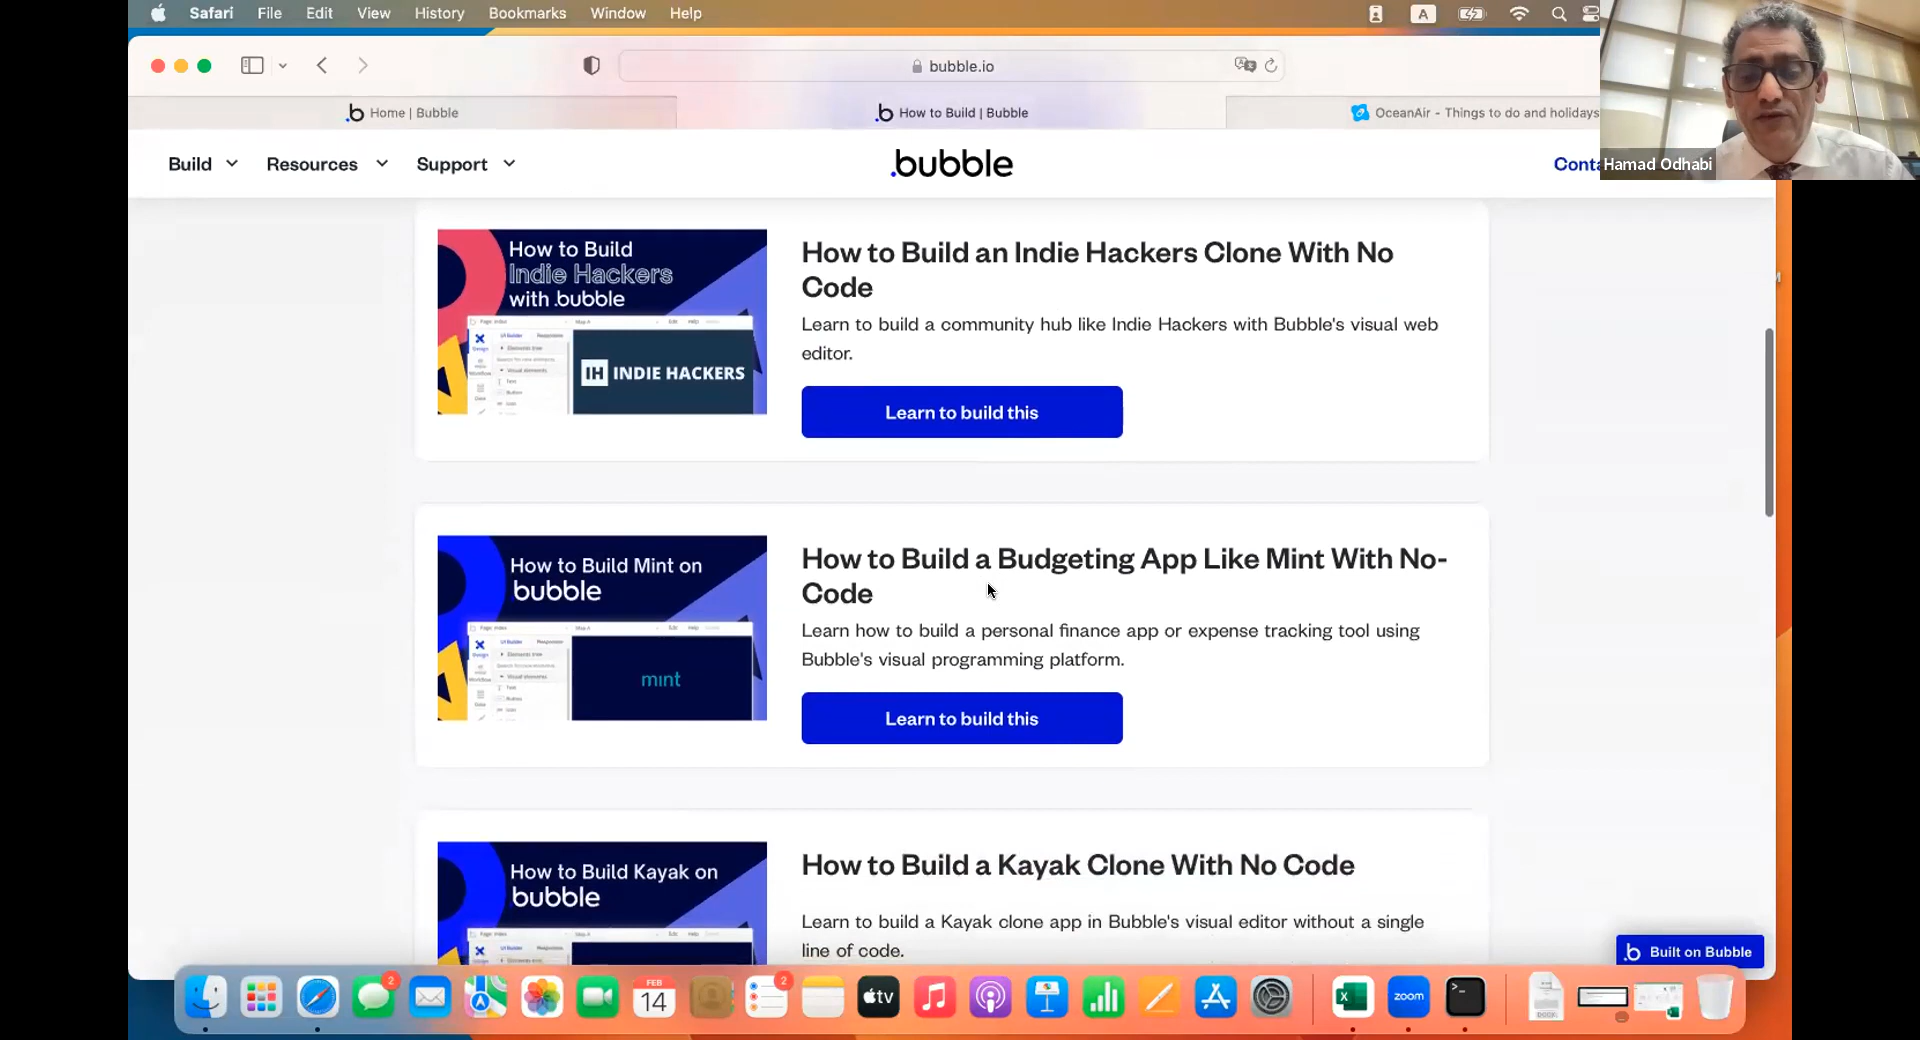 Safari File Edit View History Bookmarks Window Help
A
bubble.io
Home | Bubble
How to Build | Bubble
OceanAir - Things to do and holidays
Build Resources Support
.bubble
Conta
Hamad Odhabi
How to Build
Indie Hackers
with .bubble
IH INDIE HACKERS
How to Build an Indie Hackers Clone With No
Code
Learn to build a community hub like Indie Hackers with Bubble's visual web
editor.
Learn to build this
How to Build Mint on
bubble
mint
How to Build a Budgeting App Like Mint With No-
Code
Learn how to build a personal finance app or expense tracking tool using
Bubble's visual programming platform.
Learn to build this
How to Build Kayak on
bubble
How to Build a Kayak Clone With No Code
Learn to build a Kayak clone app in Bubble's visual editor without a single
line of code.
Built on Bubble
2
FEB
14
2
tv
zoom